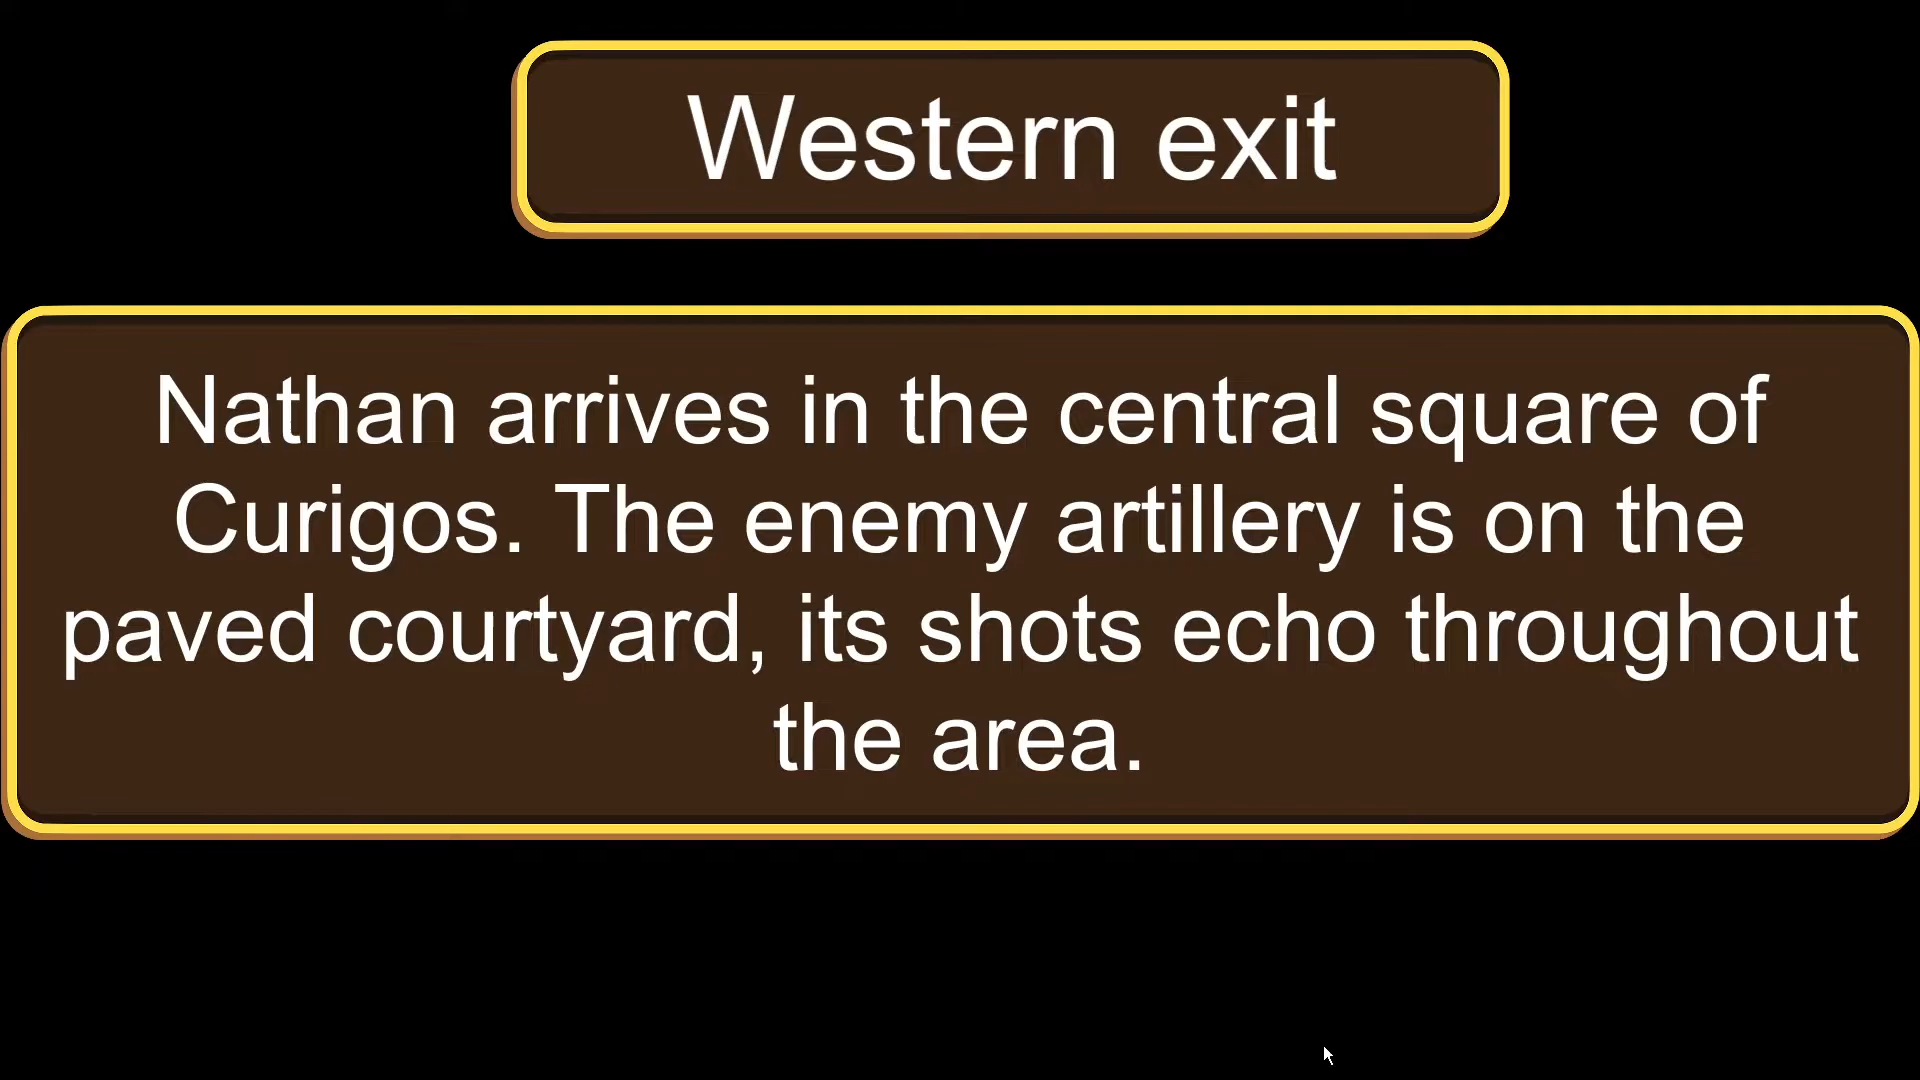 Western exit
Nathan arrives in the central square of
Curigos. The enemy artillery is on the
paved courtyard, its shots echo throughout
the area.